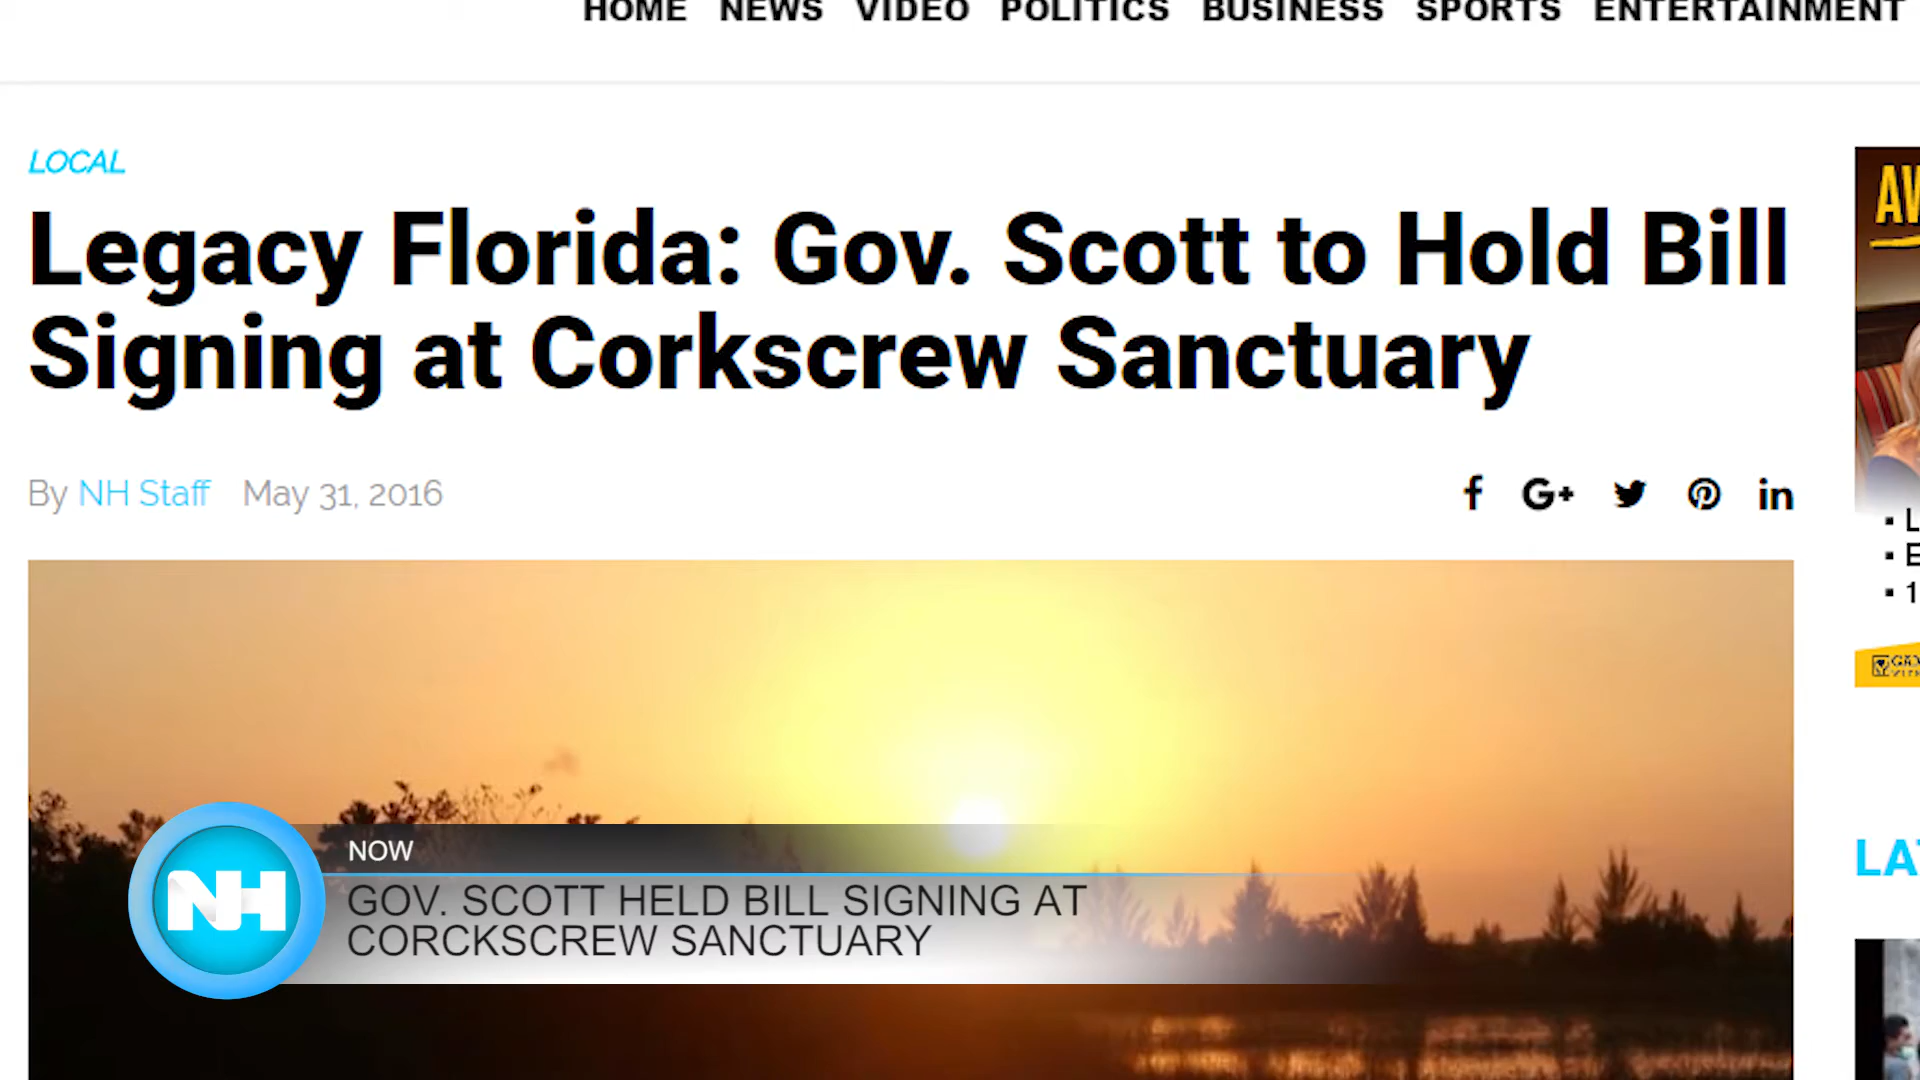 HOME NEWS VIDEO POLITICS BUSINESS SPORTS ENTERTAINMENT
LOCAL
Legacy Florida: Gov. Scott to Hold Bill
Signing at Corkscrew Sanctuary
By NH Staff May 31, 2016
f G+ in
NOW
GOV. SCOTT HELD BILL SIGNING AT
CORCKSCREW SANCTUARY
NH